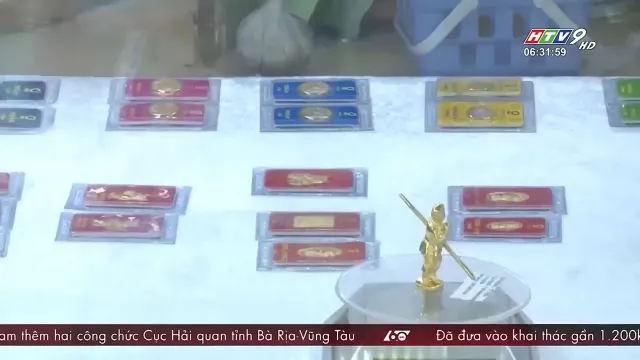 HTV9 HD
06:31:59
am thêm hai công chức Cục Hải quan tỉnh Bà Rịa-Vũng Tàu
60
Đã đưa vào khai thác gần 1.200k